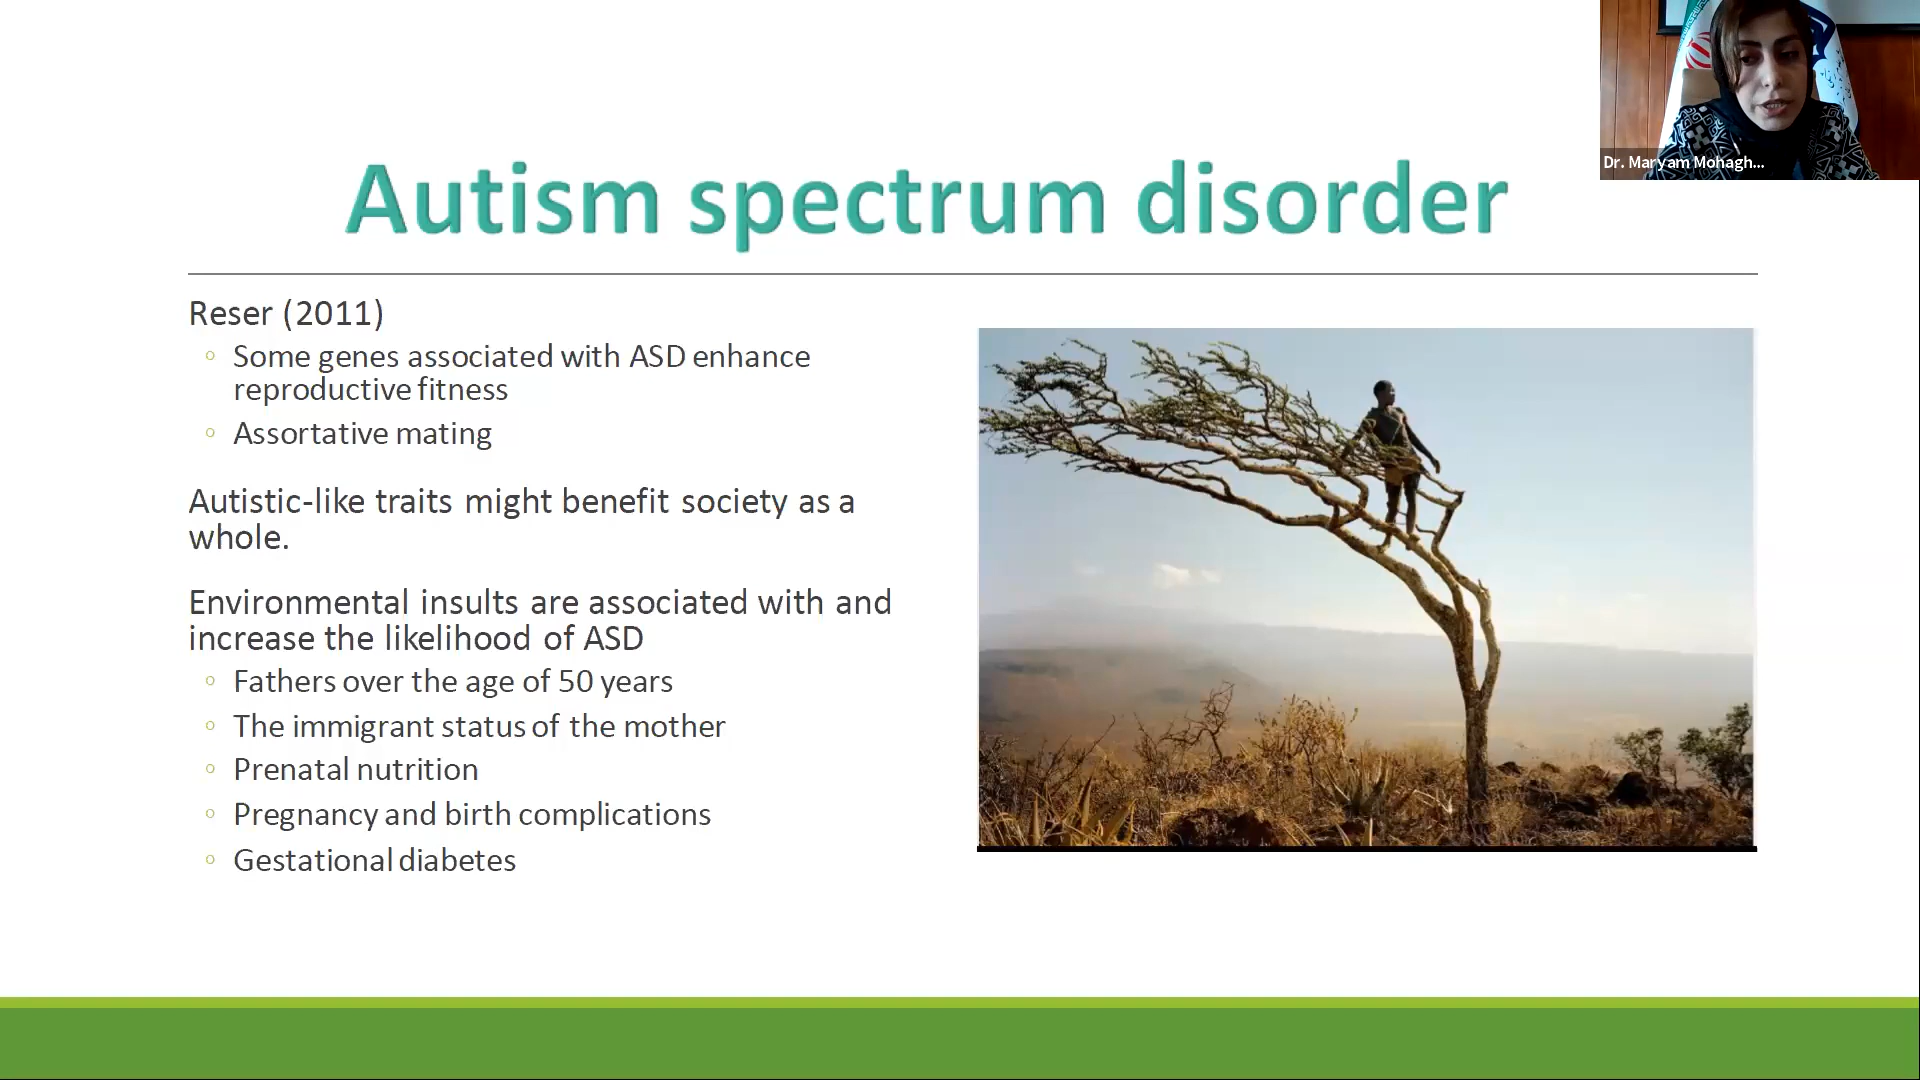 Dr. Maryam Mohagh...
Autism spectrum disorder
Reser (2011)
Some genes associated with ASD enhance
reproductive fitness
Assortative mating
Autistic-like traits might benefit society as a
whole.
Environmental insults are associated with and
increase the likelihood of ASD
Fathers over the age of 50 years
The immigrant status of the mother
Prenatal nutrition
Pregnancy and birth complications
Gestational diabetes